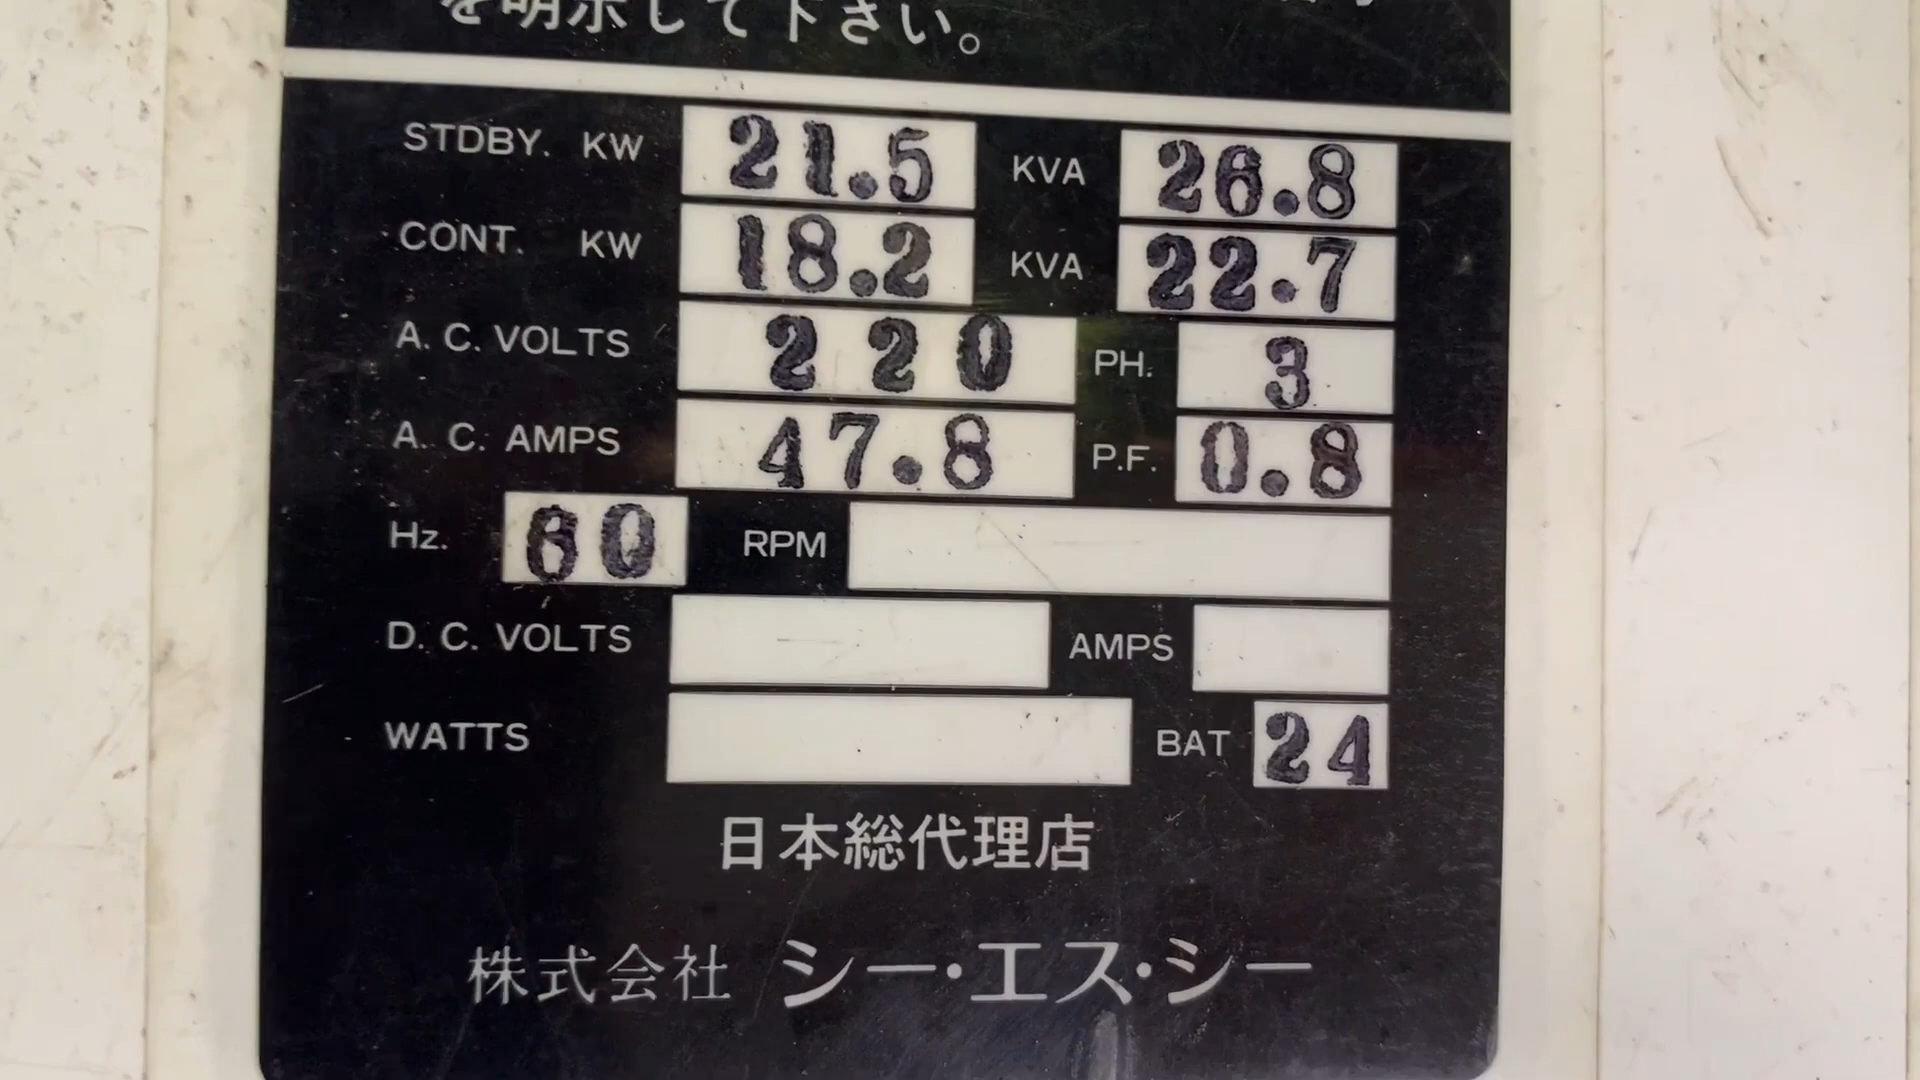 を明示して下さい。
STDBY. KW 21.5 KVA 26.8
CONT. KW 18.2 KVA 22.7
A. C. VOLTS 220 PH. 3
A. C. AMPS 47.8 P.F. 0.8
Hz. 60 RPM
D. C. VOLTS AMPS
WATTS BAT 24
日本総代理店
株式会社 シー・エス・シー